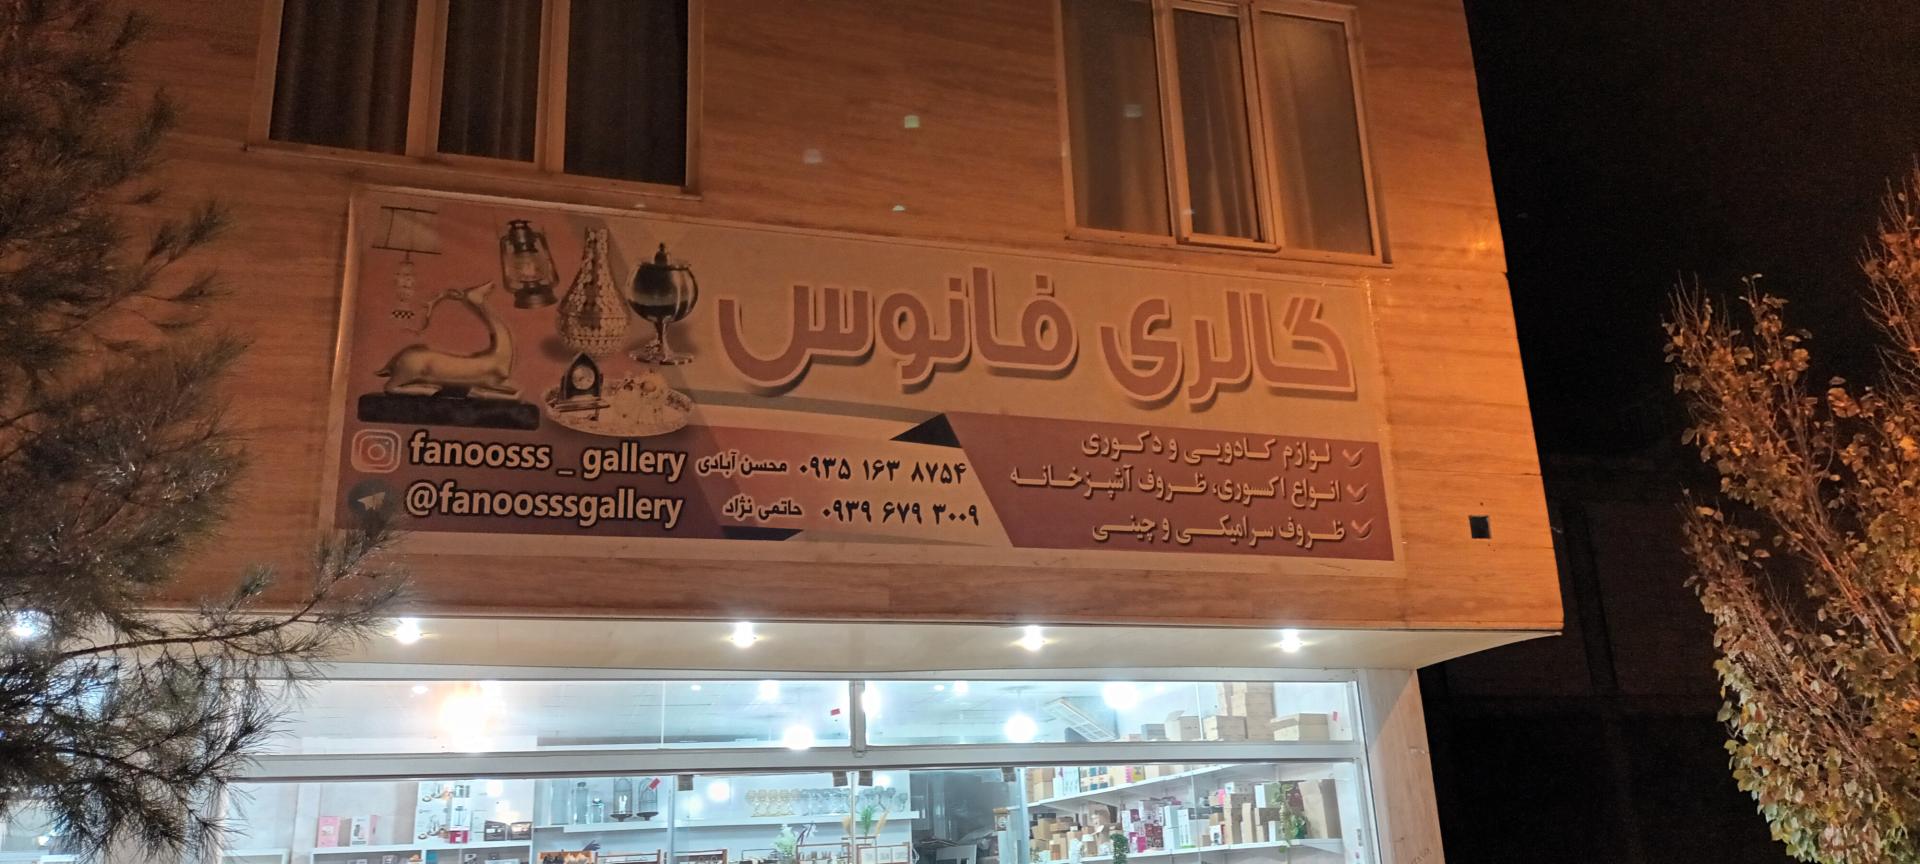 گالری فانوس
لوازم کادویی و دکوری
انواع اکسوری، ظروف آشپزخانه
ظروف سرامیکی و چینی
۰۹۳۵ ۱۶۳ ۸۷۵۴ محسن آبادی
۰۹۳۹ ۶۷۹ ۳۰۰۹ حاتمی نژاد
fanoosss _ gallery
@fanoosssgallery